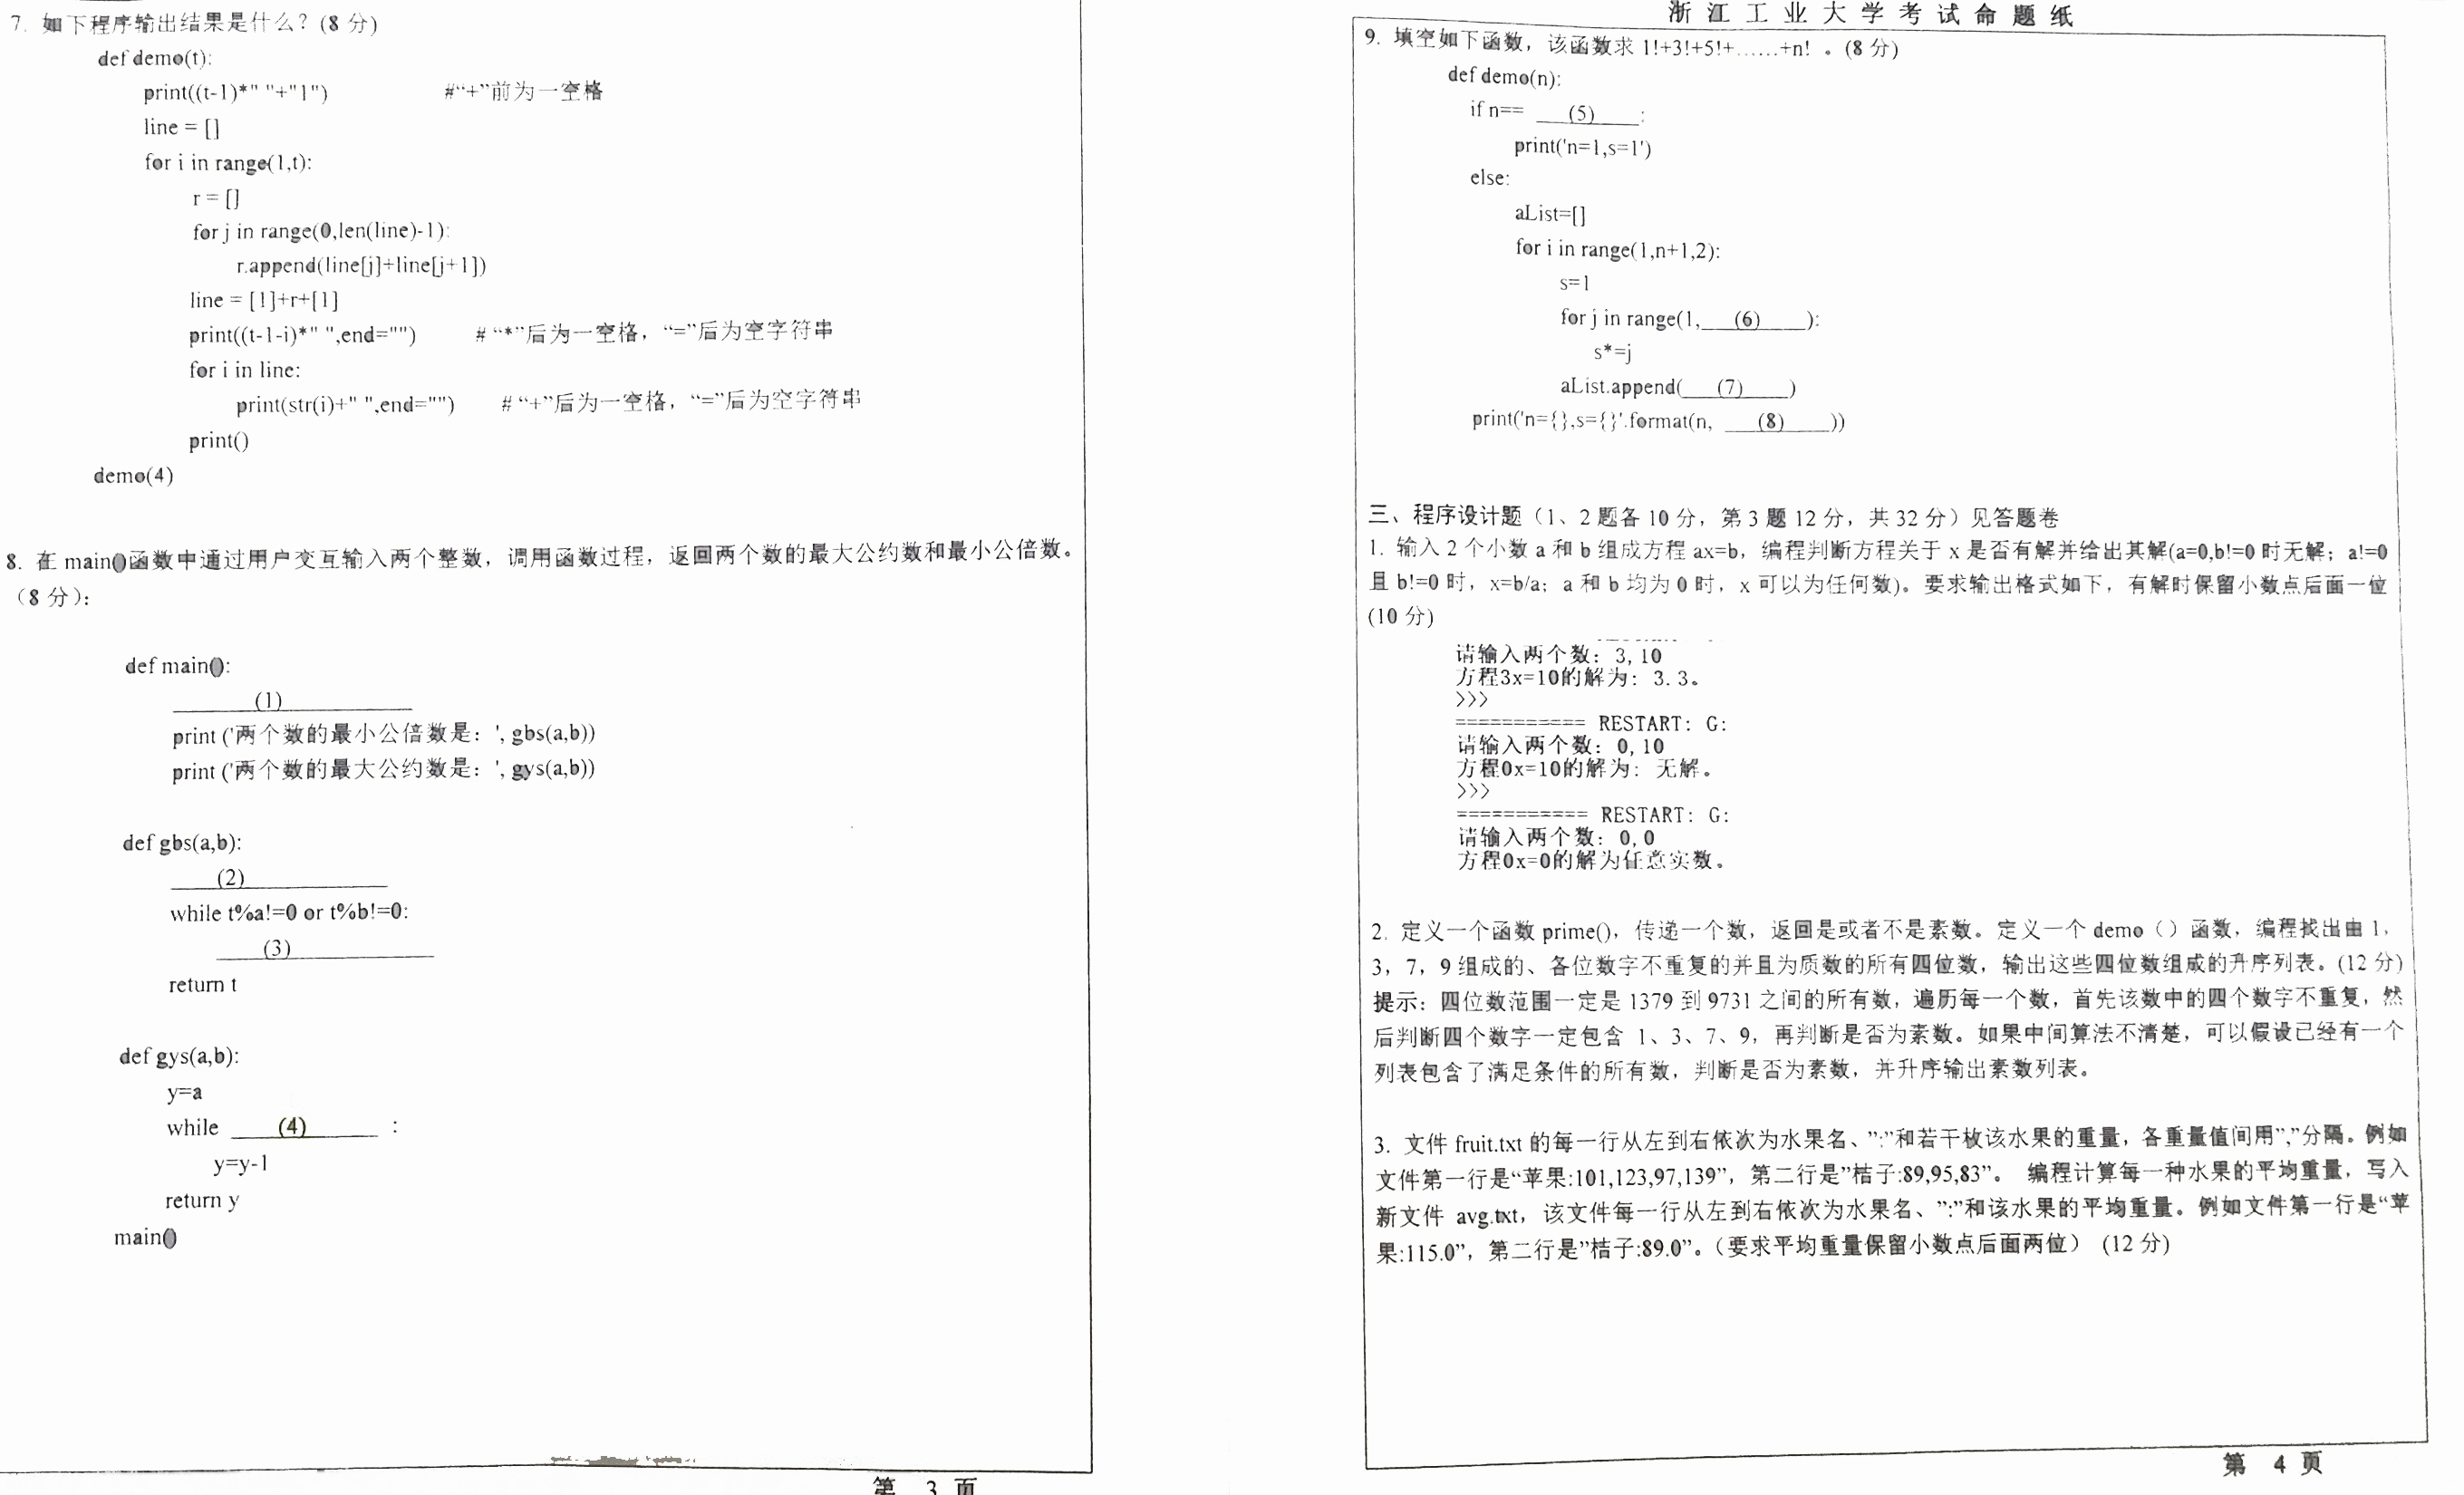 7. 如下程序输出结果是什么？(8 分)
def demo(t):
print((t-1)*" "+"1") #“+”前为一空格
line = []
for i in range(1,t):
r = []
for j in range(0,len(line)-1):
r.append(line[j]+line[j+1])
line = [1]+r+[1]
print((t-1-i)*" ",end="") # “*”后为一空格，“=”后为空字符串
for i in line:
print(str(i)+" ",end="") # “+”后为一空格，“=”后为空字符串
print()
demo(4)
8. 在 main()函数中通过用户交互输入两个整数，调用函数过程，返回两个数的最大公约数和最小公倍数。
（8 分）：
def main():
(1)
print ('两个数的最小公倍数是：', gbs(a,b))
print ('两个数的最大公约数是：', gys(a,b))
def gbs(a,b):
(2)
while t%a!=0 or t%b!=0:
(3)
return t
def gys(a,b):
y=a
while (4) :
y=y-1
return y
main()
第 3 页
浙江工业大学考试命题纸
9. 填空如下函数，该函数求 1!+3!+5!+……+n! 。(8 分)
def demo(n):
if n== (5) :
print('n=1,s=1')
else:
aList=[]
for i in range(1,n+1,2):
s=1
for j in range(1, (6) ):
s*=j
aList.append( (7) )
print('n={},s={}'.format(n, (8) ))
三、程序设计题（1、2 题各 10 分，第 3 题 12 分，共 32 分）见答题卷
1. 输入 2 个小数 a 和 b 组成方程 ax=b，编程判断方程关于 x 是否有解并给出其解(a=0,b!=0 时无解；a!=0
且 b!=0 时，x=b/a；a 和 b 均为 0 时，x 可以为任何数)。要求输出格式如下，有解时保留小数点后面一位
(10 分)
请输入两个数：3,10
方程3x=10的解为：3.3。
>>>
=========== RESTART: G:
请输入两个数：0,10
方程0x=10的解为：无解。
>>>
=========== RESTART: G:
请输入两个数：0,0
方程0x=0的解为任意实数。
2. 定义一个函数 prime()，传递一个数，返回是或者不是素数。定义一个 demo（）函数，编程找出由 1，
3，7，9 组成的、各位数字不重复的并且为质数的所有四位数，输出这些四位数组成的升序列表。(12 分)
提示：四位数范围一定是 1379 到 9731 之间的所有数，遍历每一个数，首先该数中的四个数字不重复，然
后判断四个数字一定包含 1、3、7、9，再判断是否为素数。如果中间算法不清楚，可以假设已经有一个
列表包含了满足条件的所有数，判断是否为素数，并升序输出素数列表。
3. 文件 fruit.txt 的每一行从左到右依次为水果名、”:”和若干枚该水果的重量，各重量值间用”,”分隔。例如
文件第一行是“苹果:101,123,97,139”，第二行是”桔子:89,95,83”。 编程计算每一种水果的平均重量，写入
新文件 avg.txt，该文件每一行从左到右依次为水果名、”:”和该水果的平均重量。例如文件第一行是“苹
果:115.0”，第二行是”桔子:89.0”。（要求平均重量保留小数点后面两位） (12 分)
第 4 页